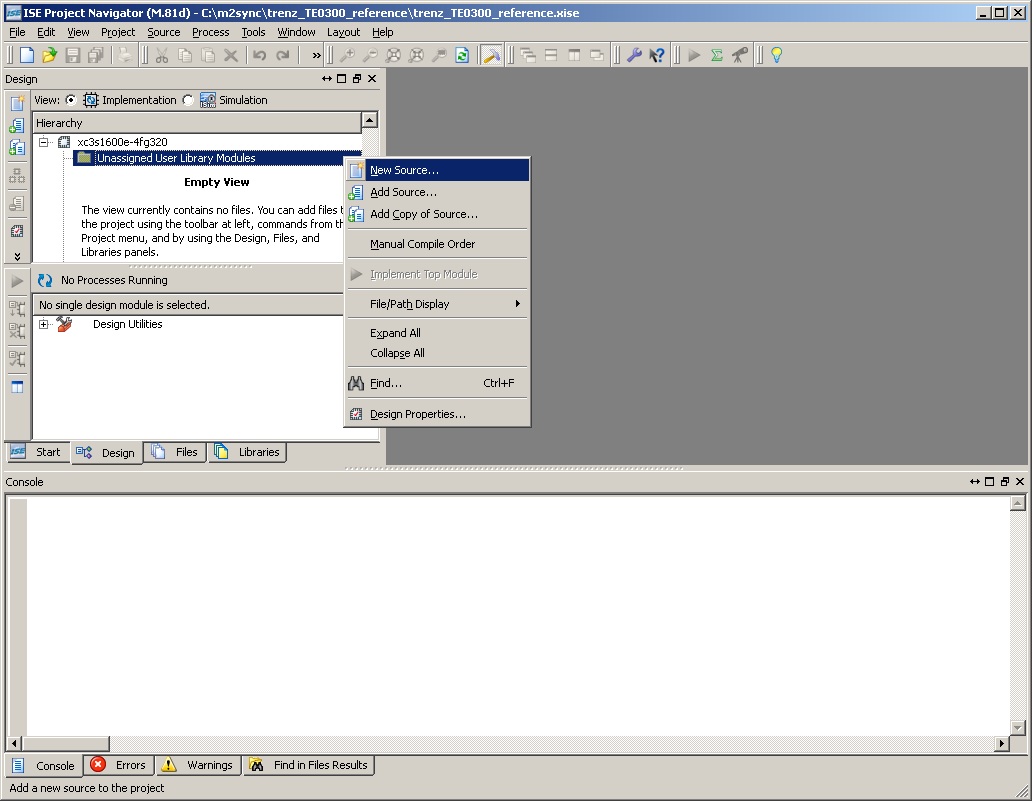 ISE Project Navigator (M.81d) - C:\m2sync\trenz_TE0300_reference\trenz_TE0300_reference.xise
File Edit View Project Source Process Tools Window Layout Help
Design
View: Implementation Simulation
Hierarchy
xc3s1600e-4fg320
Unassigned User Library Modules
Empty View
The view currently contains no files. You can add files t
the project using the toolbar at left, commands from th
Project menu, and by using the Design, Files, and
Libraries panels.
New Source...
Add Source...
Add Copy of Source...
Manual Compile Order
Implement Top Module
File/Path Display
Expand All
Collapse All
Find... Ctrl+F
Design Properties...
No Processes Running
No single design module is selected.
Design Utilities
ISE Start Design Files Libraries
Console
Console Errors Warnings Find in Files Results
Add a new source to the project